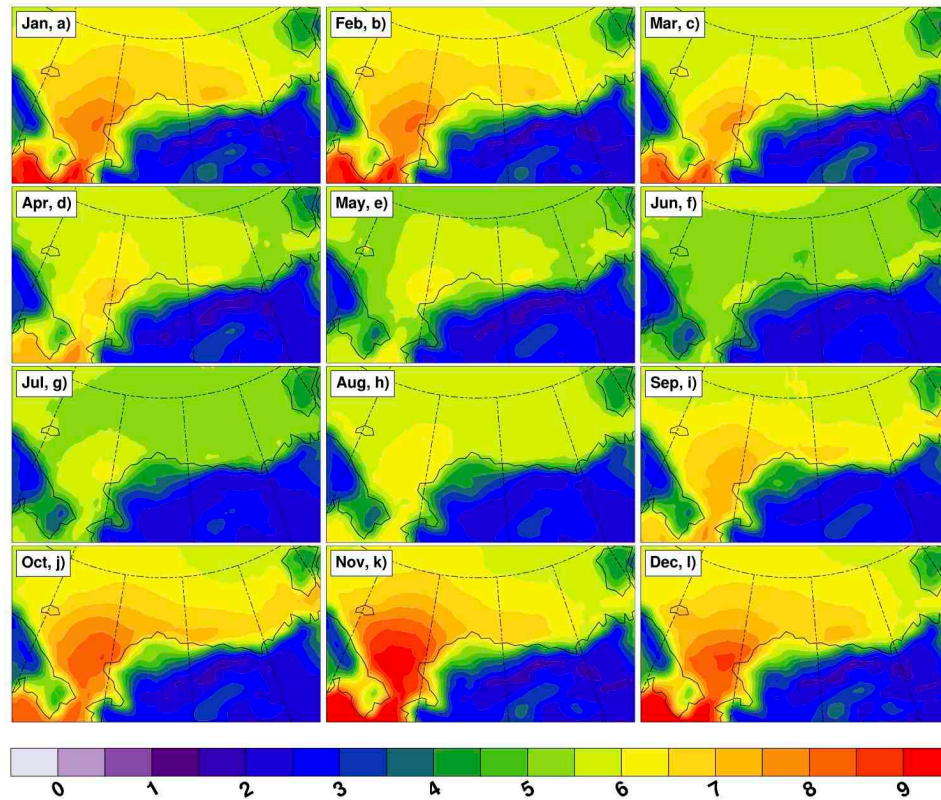 Jan, a) Feb, b) Mar, c)
Apr, d) May, e) Jun, f)
Jul, g) Aug, h) Sep, i)
Oct, j) Nov, k) Dec, l)
0 1 2 3 4 5 6 7 8 9